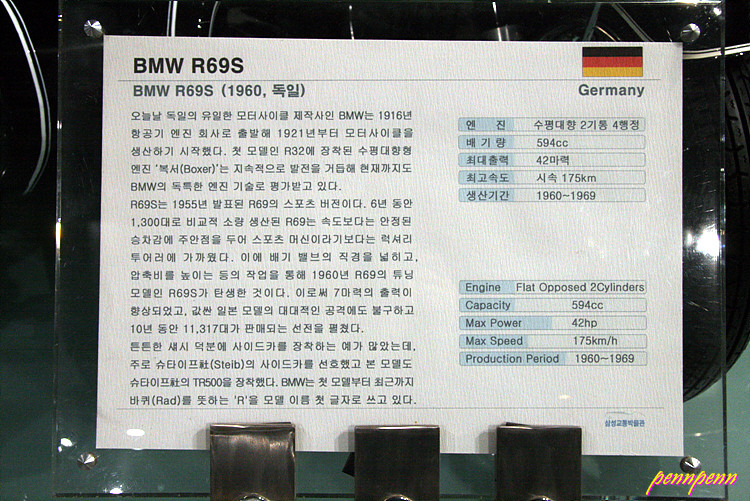 BMW R69S
BMW R69S (1960, 독일)
Germany
오늘날 독일의 유일한 모터사이클 제작사인 BMW는 1916년
항공기 엔진 회사로 출발해 1921년부터 모터사이클을
생산하기 시작했다. 첫 모델인 R32에 장착된 수평대향형
엔진 '복서(Boxer)'는 지속적으로 발전을 거듭해 현재까지도
BMW의 독특한 엔진 기술로 평가받고 있다.
R69S는 1955년 발표된 R69의 스포츠 버전이다. 6년 동안
1,300대로 비교적 소량 생산된 R69는 속도보다는 안정된
승차감에 주안점을 두어 스포츠 머신이라기보다는 럭셔리
투어러에 가까웠다. 이에 배기 밸브의 직경을 넓히고,
압축비를 높이는 등의 작업을 통해 1960년 R69의 튜닝
모델인 R69S가 탄생한 것이다. 이로써 7마력의 출력이
향상되었고, 값싼 일본 모델의 대대적인 공격에도 불구하고
10년 동안 11,317대가 판매되는 선전을 펼쳤다.
튼튼한 섀시 덕분에 사이드카를 장착하는 예가 많았는데,
주로 슈타이프社(Steib)의 사이드카를 선호했고 본 모델도
슈타이프社의 TR500을 장착했다. BMW는 첫 모델부터 최근까지
바퀴(Rad)를 뜻하는 'R'을 모델 이름 첫 글자로 쓰고 있다.
엔 진 수평대향 2기통 4행정
배 기 량 594cc
최대출력 42마력
최고속도 시속 175km
생산기간 1960~1969
Engine Flat Opposed 2Cylinders
Capacity 594cc
Max Power 42hp
Max Speed 175km/h
Production Period 1960~1969
삼성교통박물관
pennpenn